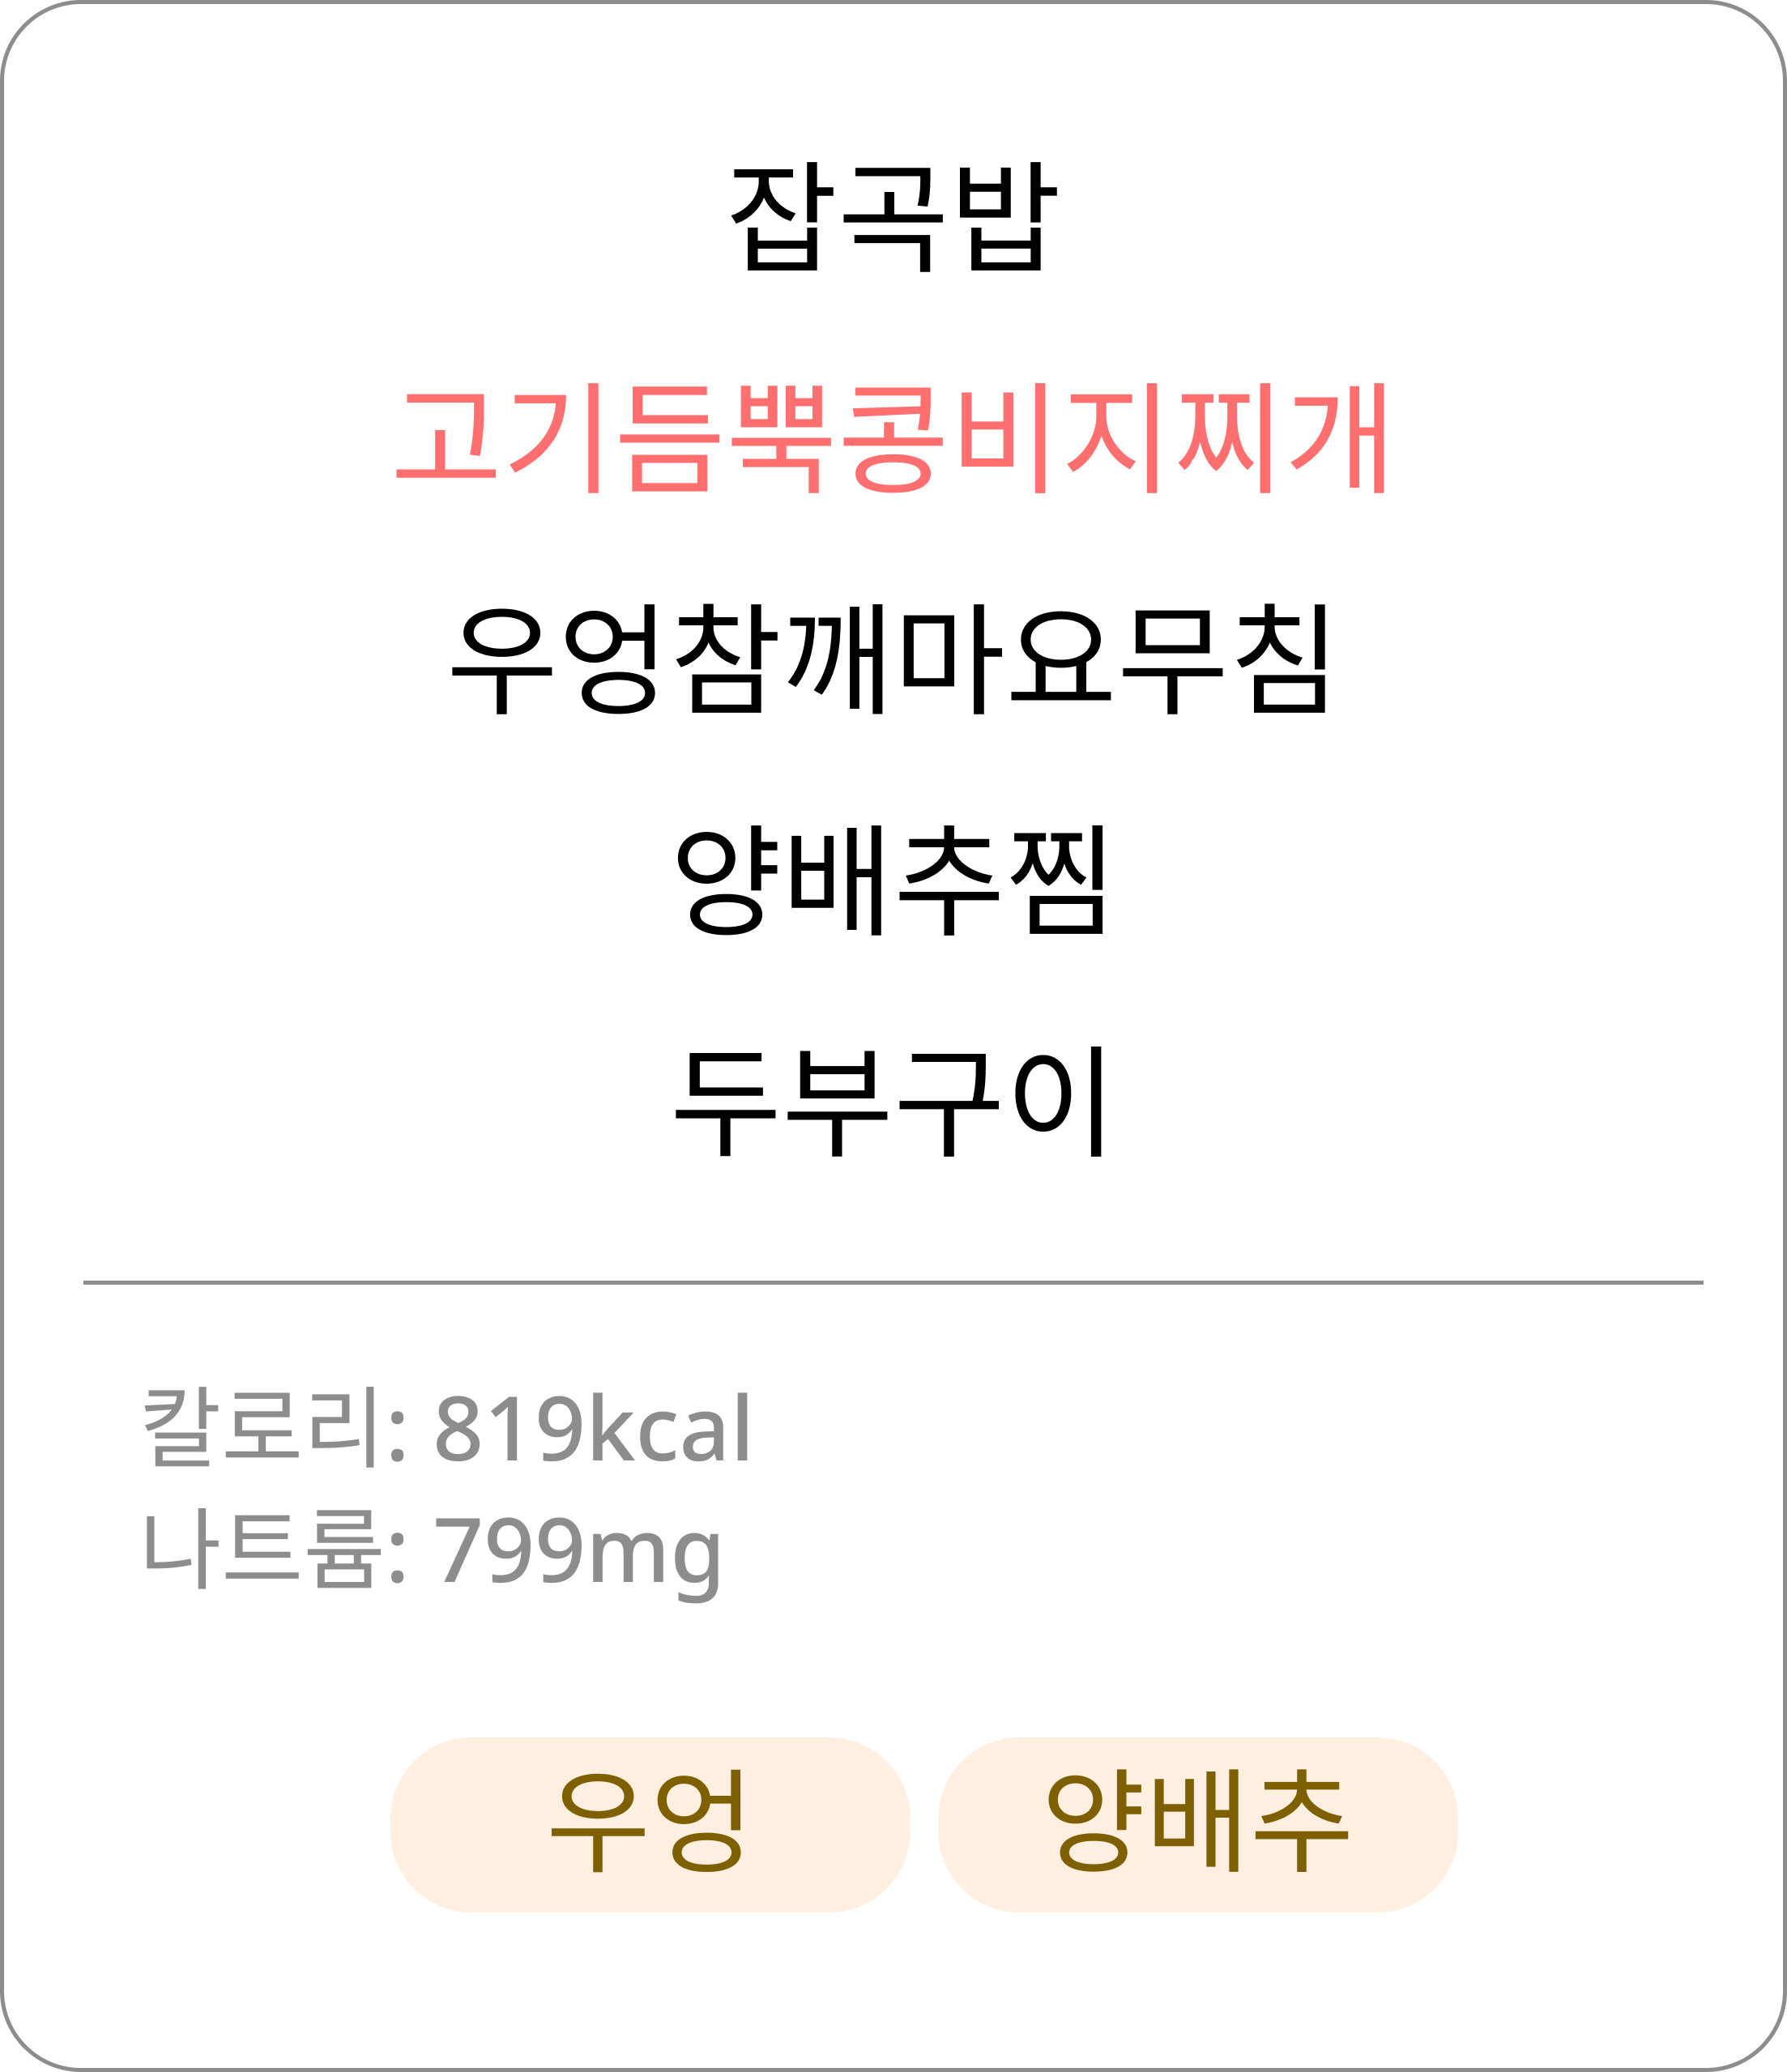 잡곡밥
고기듬뿍콩비지찌개
우엉참깨마요무침
양배추찜
두부구이
칼로리: 819kcal
나트륨: 799mg
우엉
양배추